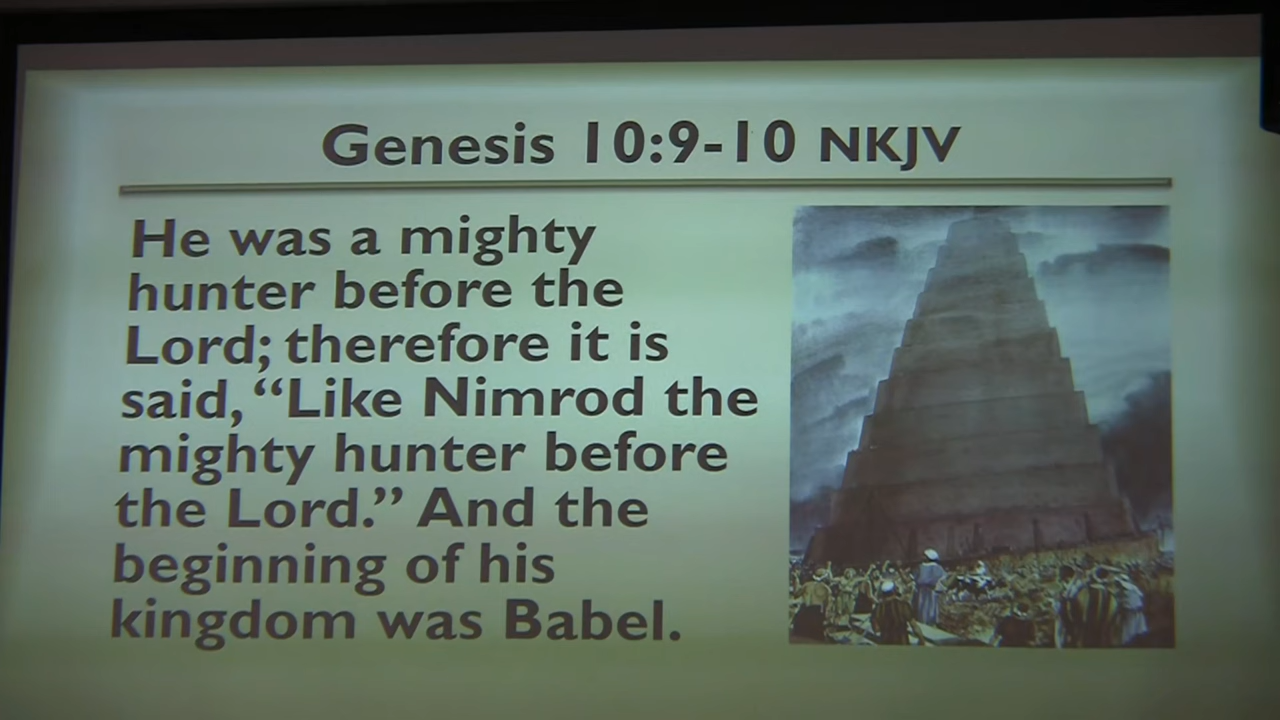 Genesis 10:9-10 NKJV
He was a mighty
hunter before the
Lord; therefore it is
said, “Like Nimrod the
mighty hunter before
the Lord.” And the
beginning of his
kingdom was Babel.